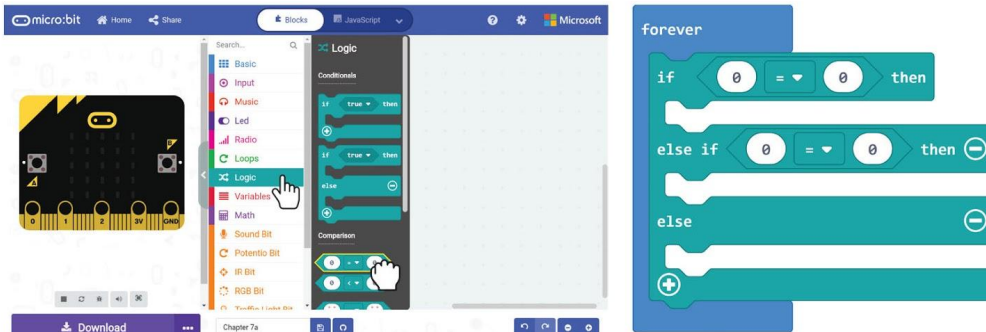 micro:bit
Home
Share
Blocks
JavaScript
Microsoft
Search...
Basic
Input
Music
Led
Radio
Loops
Logic
Variables
Math
Sound Bit
Potentio Bit
IR Bit
RGB Bit
Traffic Light Bit
Logic
Conditionals
if true then
if true then
else
Comparison
0 = 0
0 < 0
0 1 2 3V GND
A
B
Download
Chapter 7a
forever
if 0 = 0 then
else if 0 = 0 then
else